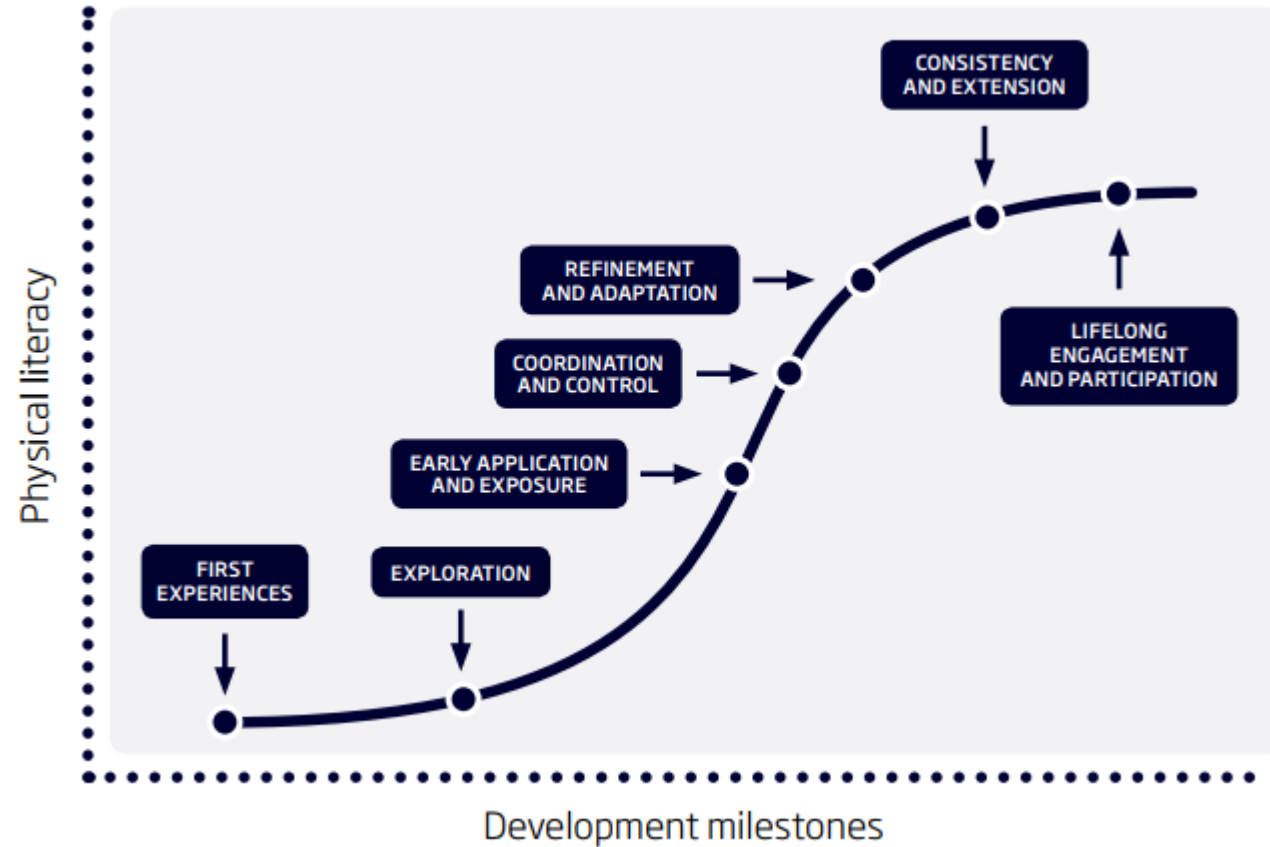 CONSISTENCY
AND EXTENSION
REFINEMENT
AND ADAPTATION
LIFELONG
ENGAGEMENT
AND PARTICIPATION
COORDINATION
AND CONTROL
EARLY APPLICATION
AND EXPOSURE
FIRST
EXPERIENCES
EXPLORATION
Physical literacy
Development milestones